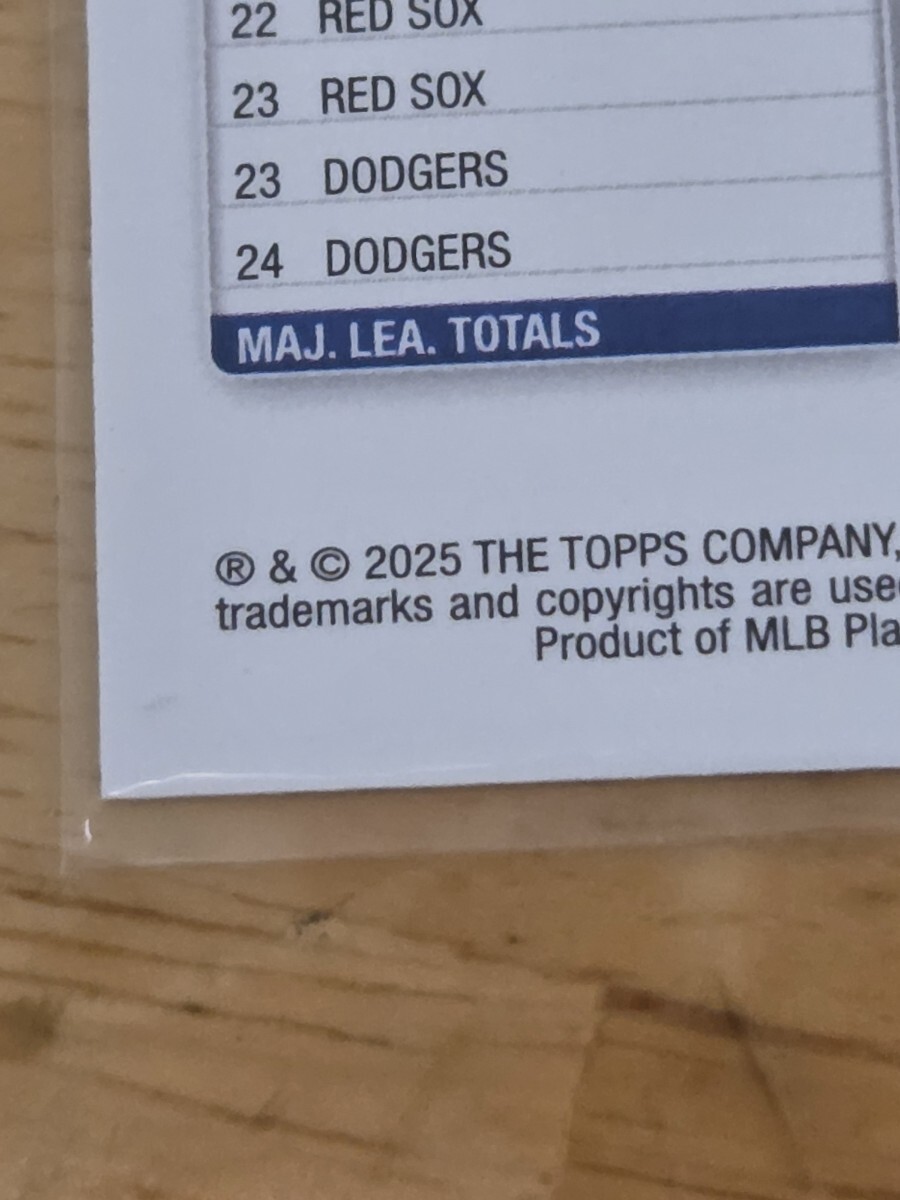 22 RED SOX
23 RED SOX
23 DODGERS
24 DODGERS
MAJ. LEA. TOTALS
® & © 2025 THE TOPPS COMPANY,
trademarks and copyrights are use
Product of MLB Pla